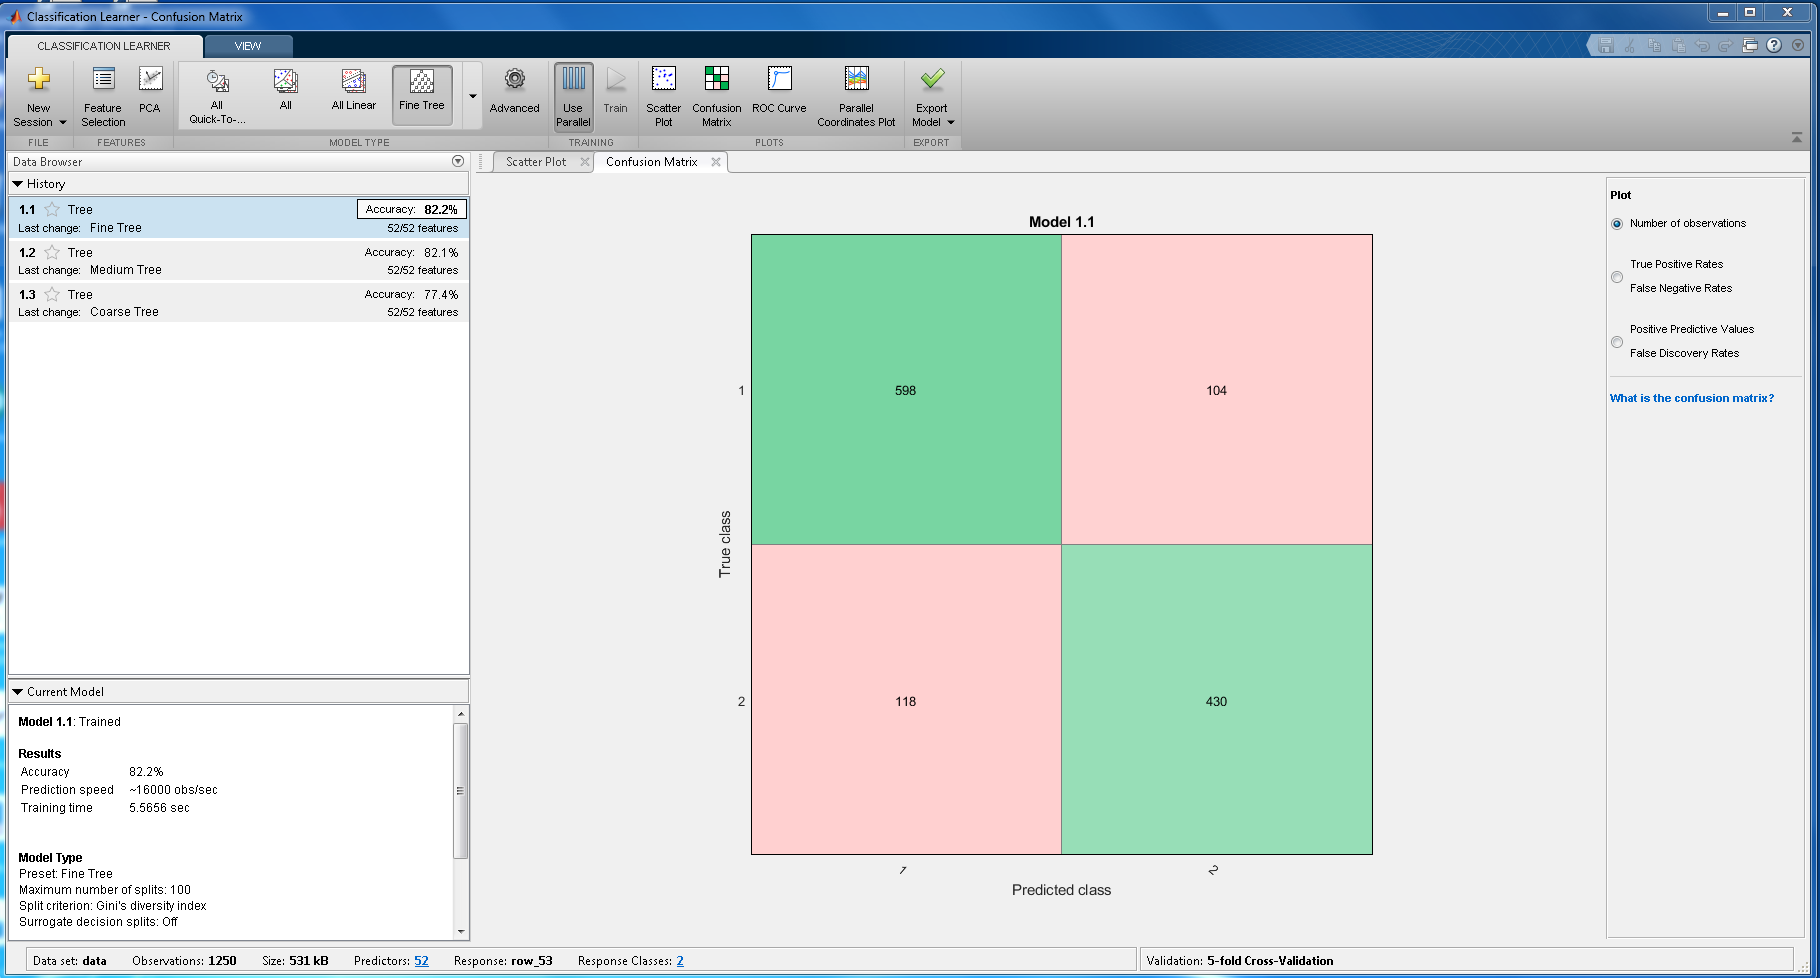 Classification Learner - Confusion Matrix
CLASSIFICATION LEARNER
VIEW
New Session
Feature Selection
PCA
All Quick-To-...
All
All Linear
Fine Tree
Advanced
Use Parallel
Train
Scatter Plot
Confusion Matrix
ROC Curve
Parallel Coordinates Plot
Export Model
FILE
FEATURES
MODEL TYPE
TRAINING
PLOTS
EXPORT
Data Browser
History
1.1 Tree Accuracy: 82.2%
Last change: Fine Tree 52/52 features
1.2 Tree Accuracy: 82.1%
Last change: Medium Tree 52/52 features
1.3 Tree Accuracy: 77.4%
Last change: Coarse Tree 52/52 features
Current Model
Model 1.1: Trained
Results
Accuracy 82.2%
Prediction speed ~16000 obs/sec
Training time 5.5656 sec
Model Type
Preset: Fine Tree
Maximum number of splits: 100
Split criterion: Gini's diversity index
Surrogate decision splits: Off
Scatter Plot
Confusion Matrix
Model 1.1
1
598
104
True class
2
118
430
1
2
Predicted class
Plot
Number of observations
True Positive Rates
False Negative Rates
Positive Predictive Values
False Discovery Rates
What is the confusion matrix?
Data set: data Observations: 1250 Size: 531 kB Predictors: 52 Response: row_53 Response Classes: 2
Validation: 5-fold Cross-Validation